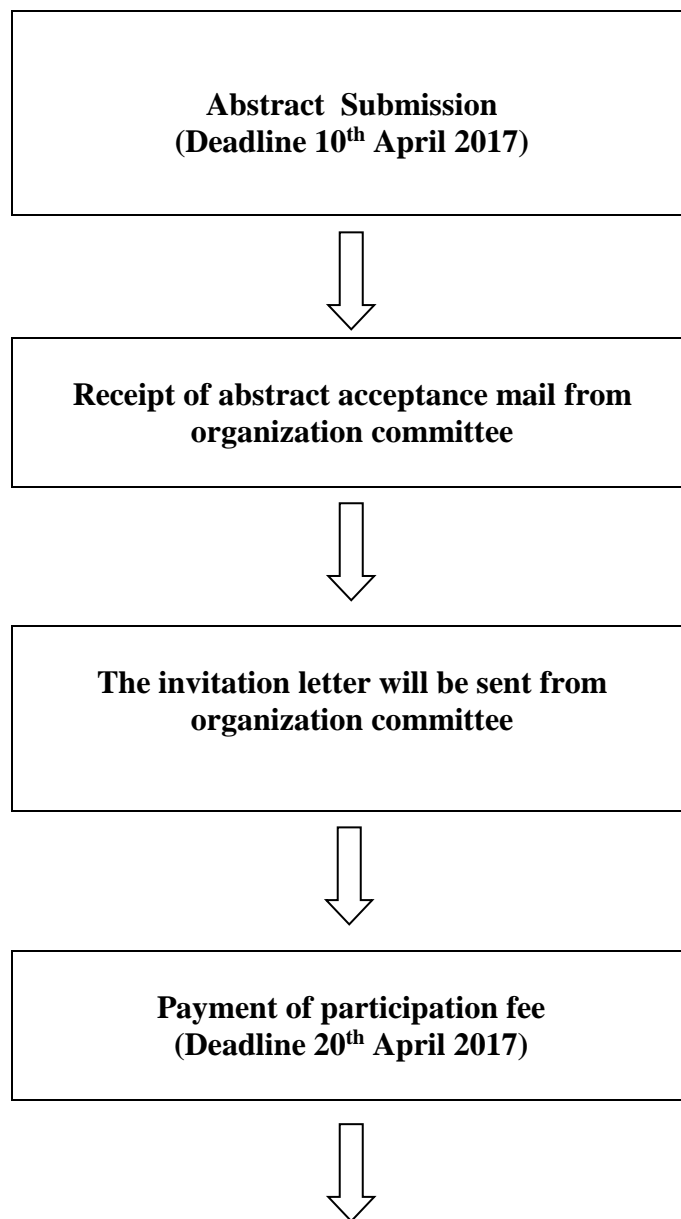 Abstract  Submission
(Deadline 10th April 2017)
Receipt of abstract acceptance mail from
organization committee
The invitation letter will be sent from
organization committee
Payment of participation fee
(Deadline 20th April 2017)